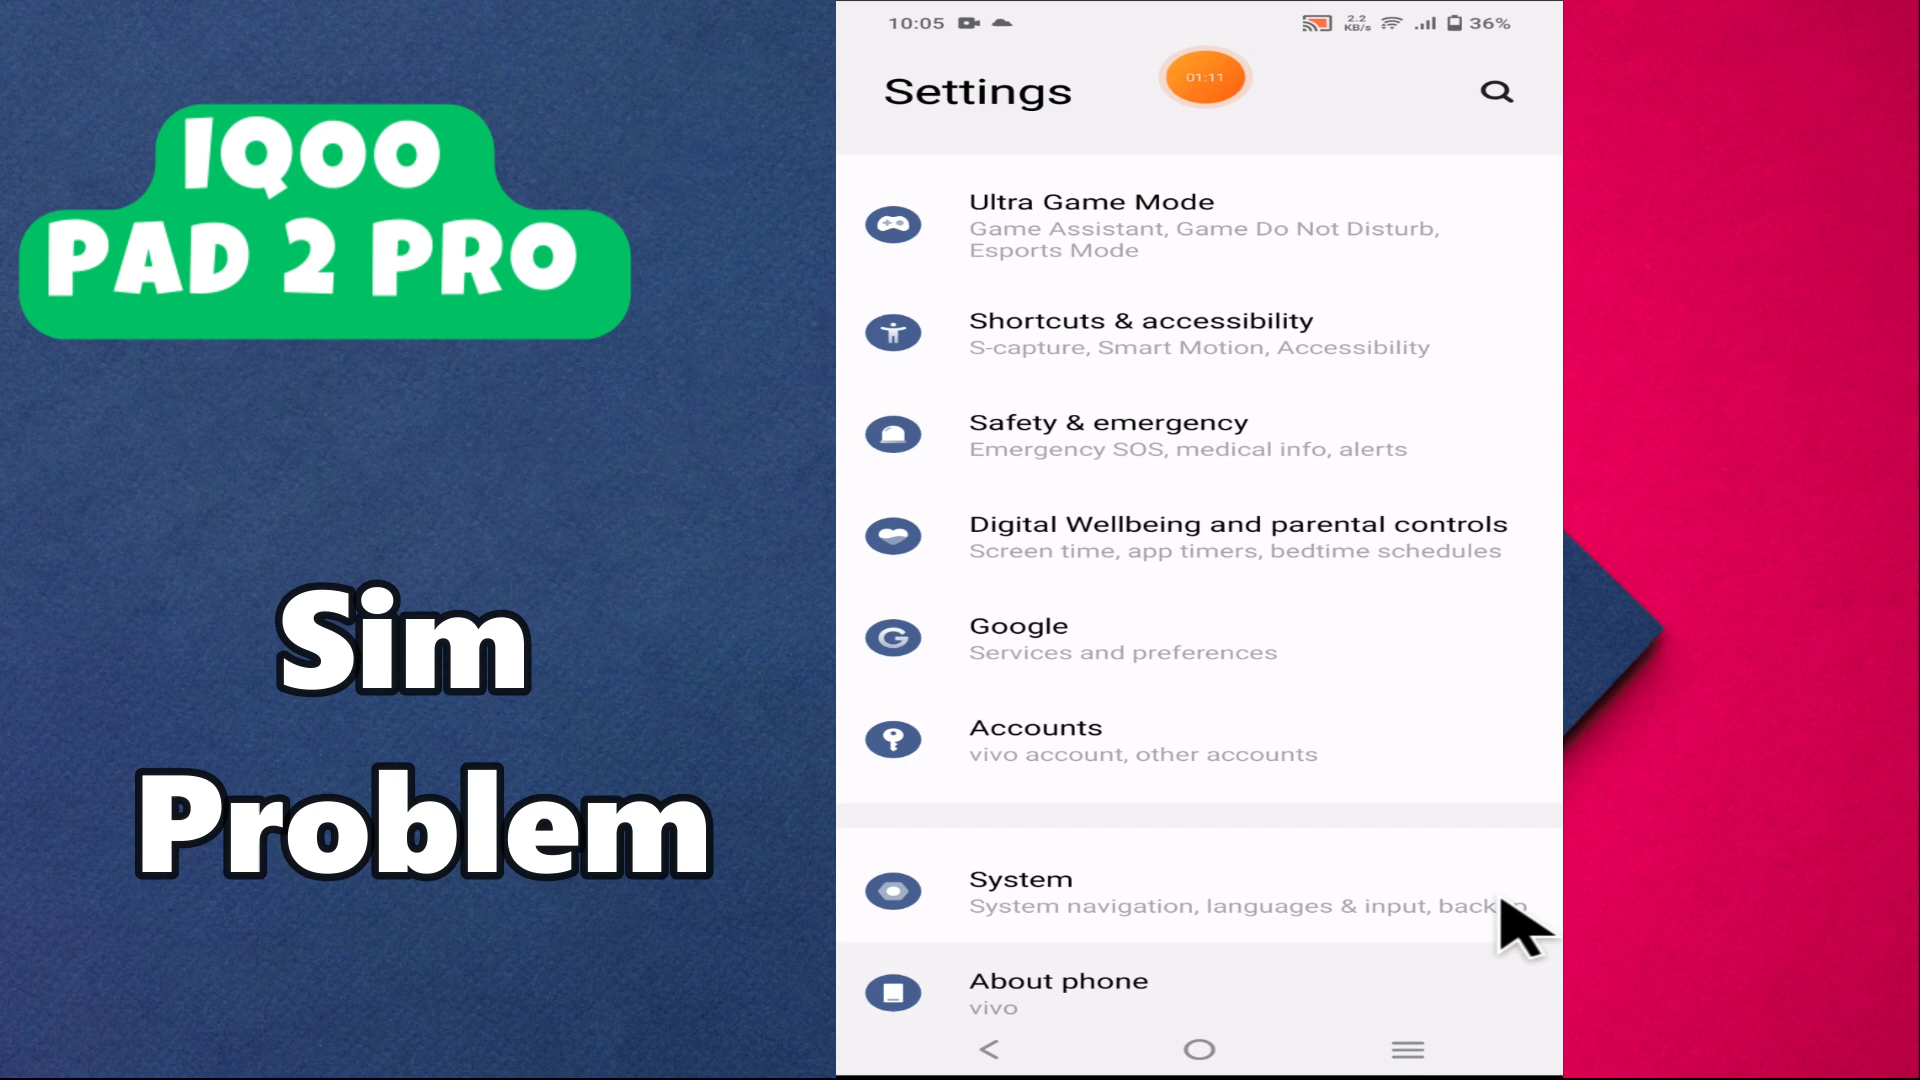 IQOO
PAD 2 PRO
Sim
Problem
10:05
2.2
KB/s
36%
01:11
Settings
Ultra Game Mode
Game Assistant, Game Do Not Disturb,
Esports Mode
Shortcuts & accessibility
S-capture, Smart Motion, Accessibility
Safety & emergency
Emergency SOS, medical info, alerts
Digital Wellbeing and parental controls
Screen time, app timers, bedtime schedules
Google
Services and preferences
Accounts
vivo account, other accounts
System
System navigation, languages & input,
About phone
vivo